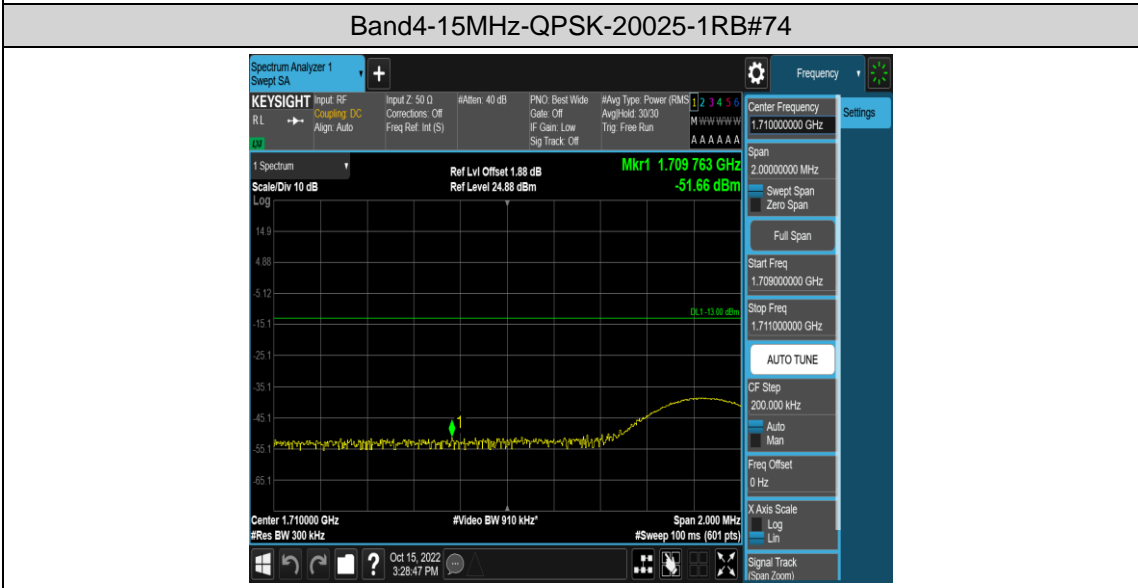 Band4-15MHz-QPSK-20025-1RB#74
Spectrum Analyzer 1
Swept SA
Frequency
KEYSIGHT
RL
Input: RF
Coupling: DC
Align: Auto
Input Z: 50 Ω
Corrections: Off
Freq Ref: Int (S)
#Atten: 40 dB
PNO: Best Wide
Gate: Off
IF Gain: Low
Sig Track: Off
#Avg Type: Power (RMS
Avg|Hold: 30/30
Trig: Free Run
1 2 3 4 5 6
M W W W W W
A A A A A A
Center Frequency
1.710000000 GHz
Settings
Span
2.00000000 MHz
Swept Span
Zero Span
Full Span
Start Freq
1.709000000 GHz
Stop Freq
1.711000000 GHz
AUTO TUNE
CF Step
200.000 kHz
Auto
Man
Freq Offset
0 Hz
X Axis Scale
Log
Lin
Signal Track
(Span Zoom)
1 Spectrum
Scale/Div 10 dB
Log
Ref Lvl Offset 1.88 dB
Ref Level 24.88 dBm
Mkr1 1.709 763 GHz
-51.66 dBm
14.9
4.88
-5.12
DL1 -13.00 dBm
-15.1
-25.1
-35.1
-45.1
1
-55.1
-65.1
Center 1.710000 GHz
#Res BW 300 kHz
#Video BW 910 kHz*
Span 2.000 MHz
#Sweep 100 ms (601 pts)
?
Oct 15, 2022
3:28:47 PM